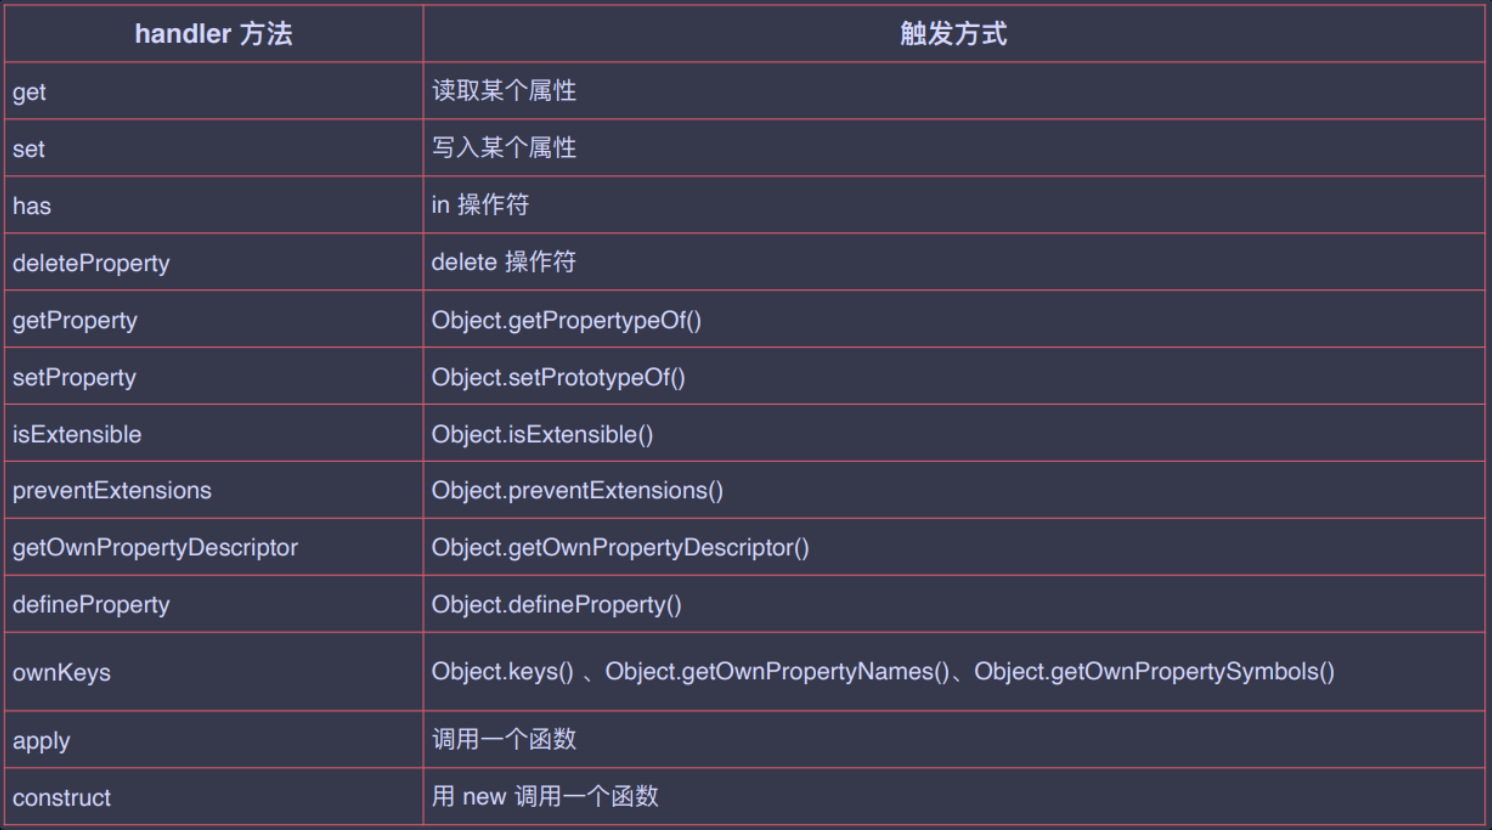 handler 方法 触发方式
get 读取某个属性
set 写入某个属性
has in 操作符
deleteProperty delete 操作符
getProperty Object.getPropertypeOf()
setProperty Object.setPrototypeOf()
isExtensible Object.isExtensible()
preventExtensions Object.preventExtensions()
getOwnPropertyDescriptor Object.getOwnPropertyDescriptor()
defineProperty Object.defineProperty()
ownKeys Object.keys() 、Object.getOwnPropertyNames()、Object.getOwnPropertySymbols()
apply 调用一个函数
construct 用 new 调用一个函数